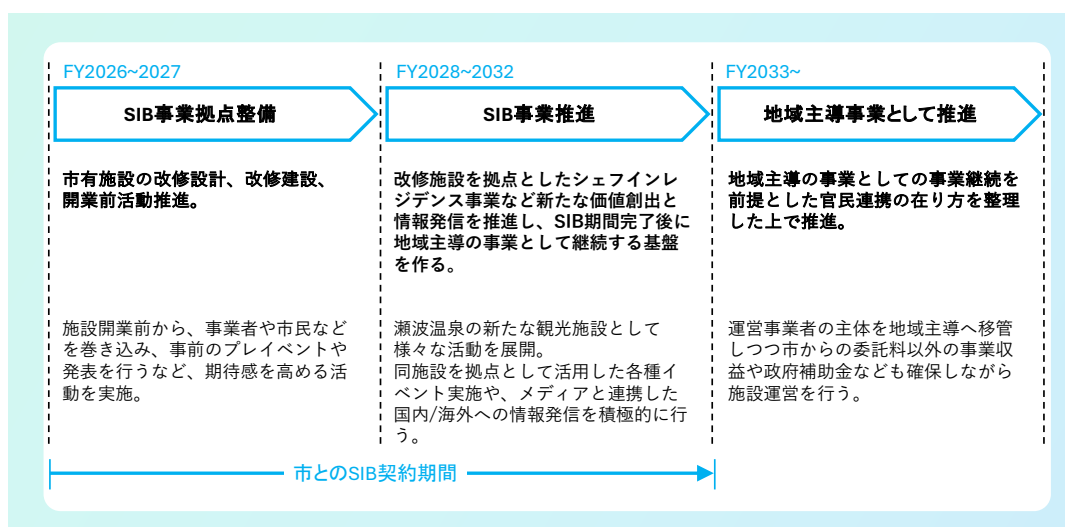 FY2026~2027
SIB事業拠点整備
市有施設の改修設計、改修建設、
開業前活動推進。
施設開業前から、事業者や市民など
を巻き込み、事前のプレイベントや
発表を行うなど、期待感を高める活
動を実施。
FY2028~2032
SIB事業推進
改修施設を拠点としたシェフインレ
ジデンス事業など新たな価値創出と
情報発信を推進し、SIB期間完了後に
地域主導の事業として継続する基盤
を作る。
瀬波温泉の新たな観光施設として
様々な活動を展開。
同施設を拠点として活用した各種イ
ベント実施や、メディアと連携した
国内/海外への情報発信を積極的に行
う。
FY2033~
地域主導事業として推進
地域主導の事業としての事業継続を
前提とした官民連携の在り方を整理
した上で推進。
運営事業者の主体を地域主導へ移管
しつつ市からの委託料以外の事業収
益や政府補助金なども確保しながら
施設運営を行う。
市とのSIB契約期間